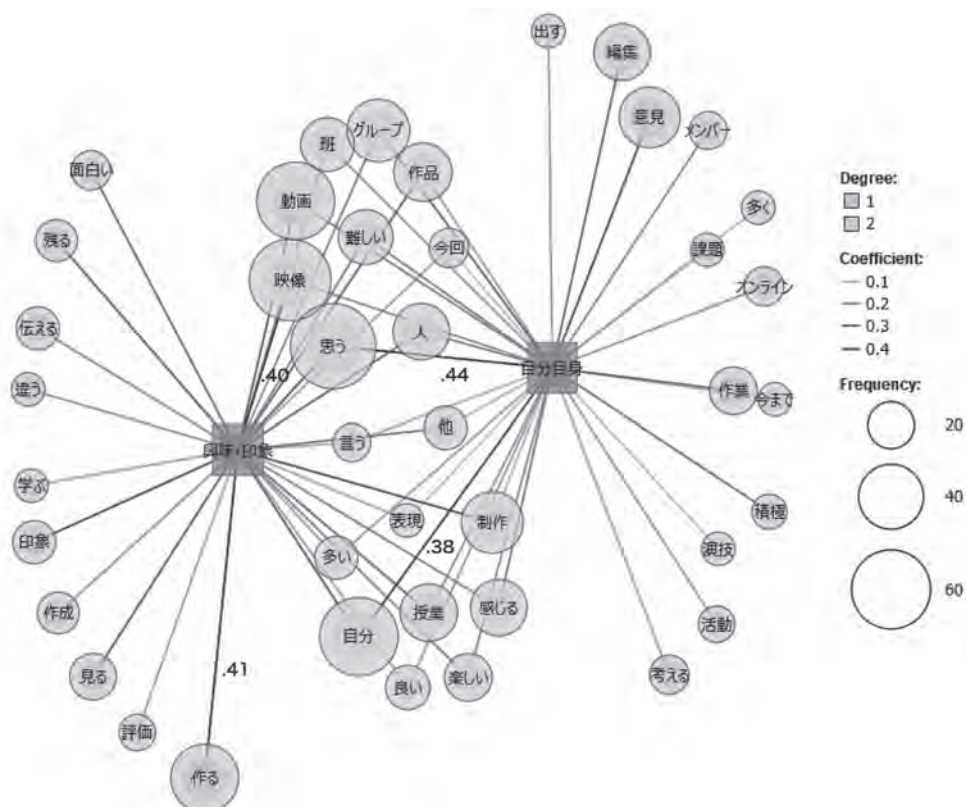 出す
編集
意見
メンバー
グループ
班
作品
面白い
動画
多く
残る
難しい
今回
課題
映像
オンライン
伝える
思う
人
.40
.44
自分自身
違う
作業
今まで
言う
他
興味・印象
学ぶ
印象
表現
制作
積極
.38
多い
演技
作成
自分
授業
感じる
活動
見る
.41
良い
楽しい
考える
評価
作る
Degree:
1
2
Coefficient:
0.1
0.2
0.3
0.4
Frequency:
20
40
60